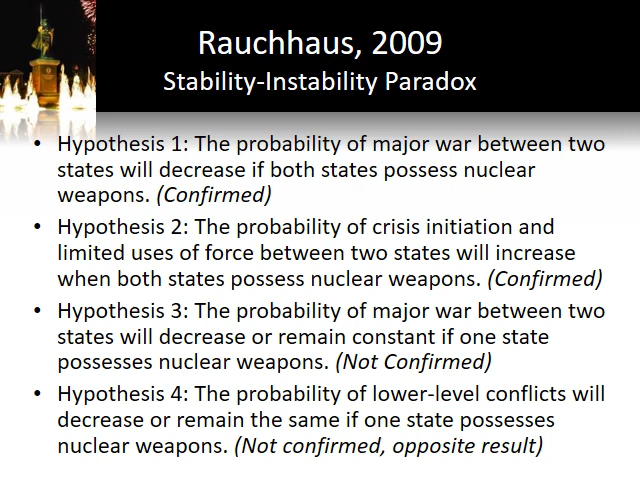 Rauchhaus, 2009
Stability-Instability Paradox
• Hypothesis 1: The probability of major war between two
states will decrease if both states possess nuclear
weapons. (Confirmed)
• Hypothesis 2: The probability of crisis initiation and
limited uses of force between two states will increase
when both states possess nuclear weapons. (Confirmed)
• Hypothesis 3: The probability of major war between two
states will decrease or remain constant if one state
possesses nuclear weapons. (Not Confirmed)
• Hypothesis 4: The probability of lower-level conflicts will
decrease or remain the same if one state possesses
nuclear weapons. (Not confirmed, opposite result)